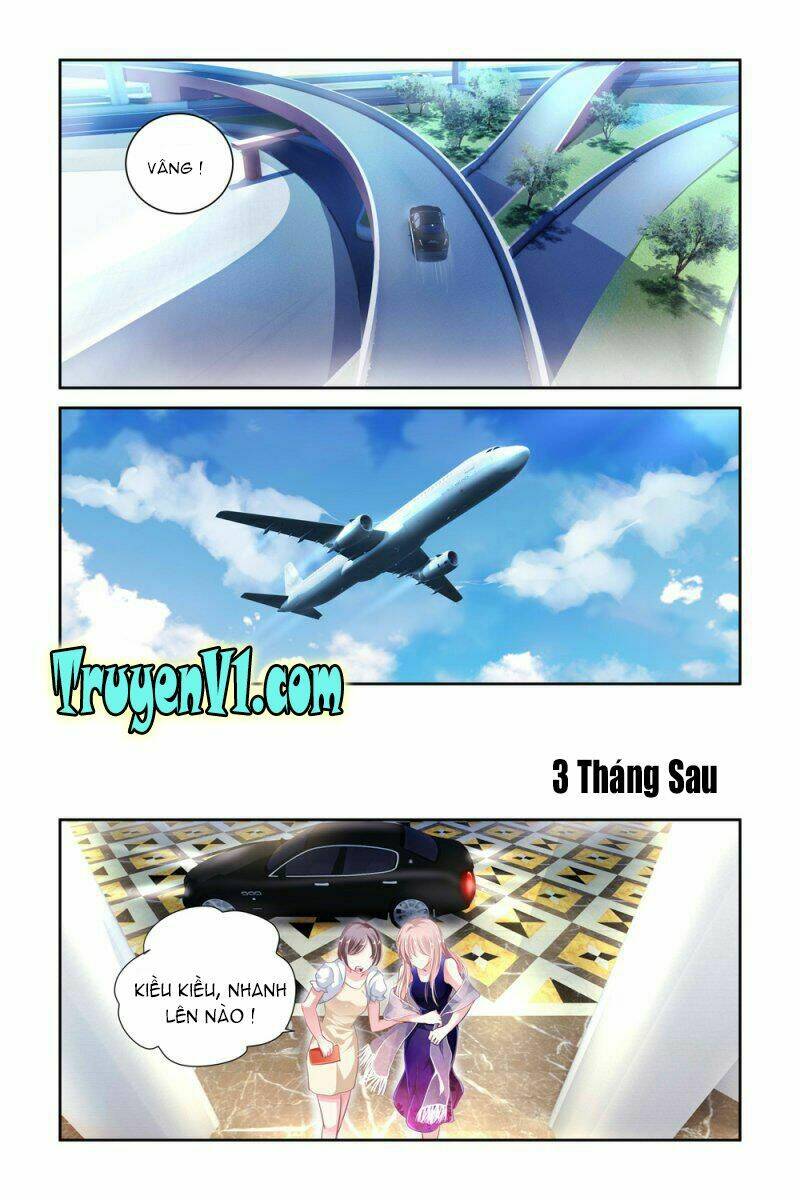 VÂNG !
TruyenV1.com
3 Tháng Sau
KIỀU KIỀU, NHANH
LÊN NÀO !